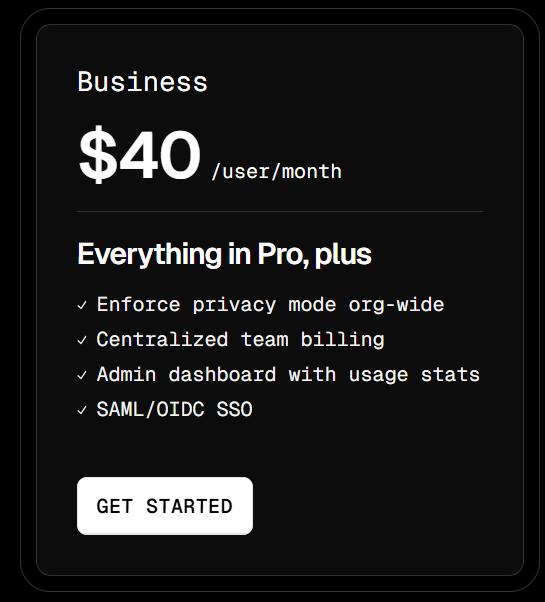 Business
$40 /user/month
Everything in Pro, plus
✓ Enforce privacy mode org-wide
✓ Centralized team billing
✓ Admin dashboard with usage stats
✓ SAML/OIDC SSO
GET STARTED